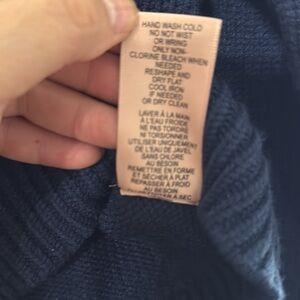 HAND WASH COLD
NO NOT WIST
OR WRING
ONLY NON-
CLORINE BLEACH WHEN
NEEDED
RESHAPE AND
DRY FLAT
COOL IRON
IF NEEDED
OR DRY CLEAN
LAVER À LA MAIN
À L'EAU FROIDE
NE PAS TORDRE
NI TORSIONNER
UTILISER UNIQUEMENT
DE L'EAU DE JAVEL
SANS CHLORE
AU BESOIN
REMETTRE EN FORME
ET SÉCHER À PLAT
REPASSER À FROID
AU BESOIN
À SEC